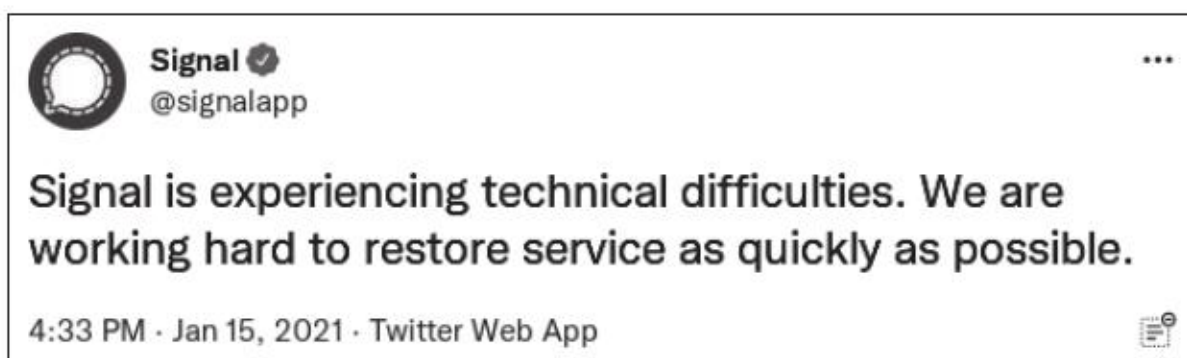 Signal
@signalapp
Signal is experiencing technical difficulties. We are
working hard to restore service as quickly as possible.
4:33 PM · Jan 15, 2021 · Twitter Web App